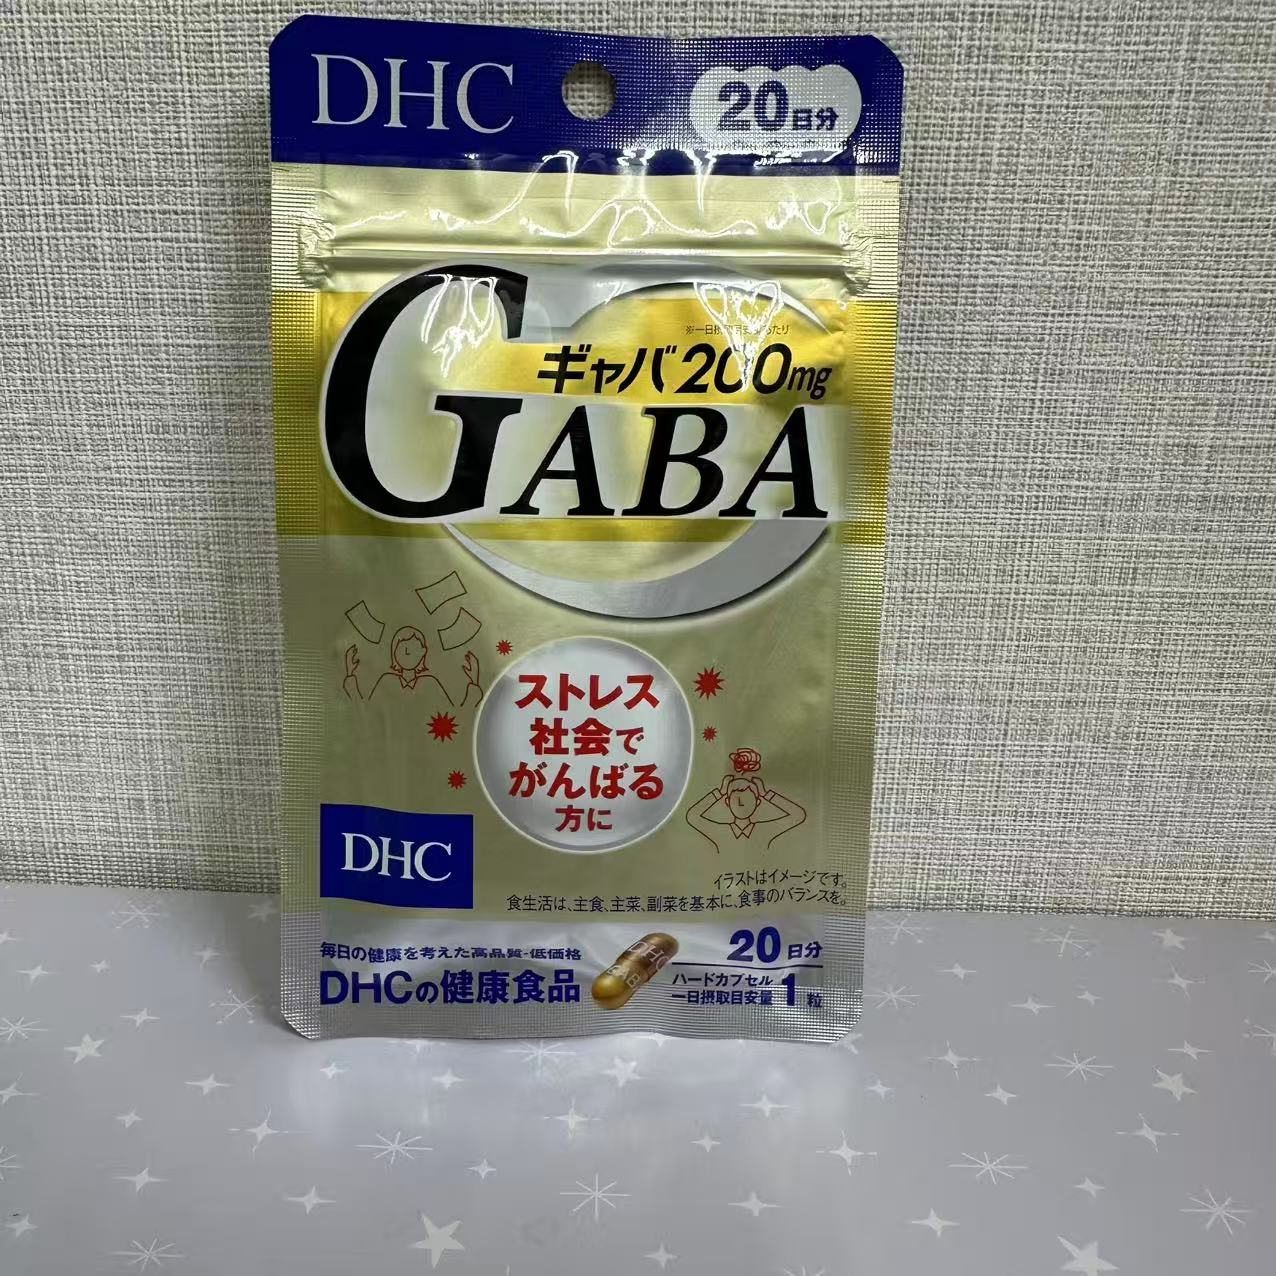 DHC
20日分
※一日摂取目安量あたり
ギャバ200mg
GABA
ストレス
社会で
がんばる
方に
DHC
イラストはイメージです。
食生活は、主食、主菜、副菜を基本に、食事のバランスを。
毎日の健康を考えた高品質・低価格
DHCの健康食品
DHC
GABA
20日分
ハードカプセル
一日摂取目安量1粒